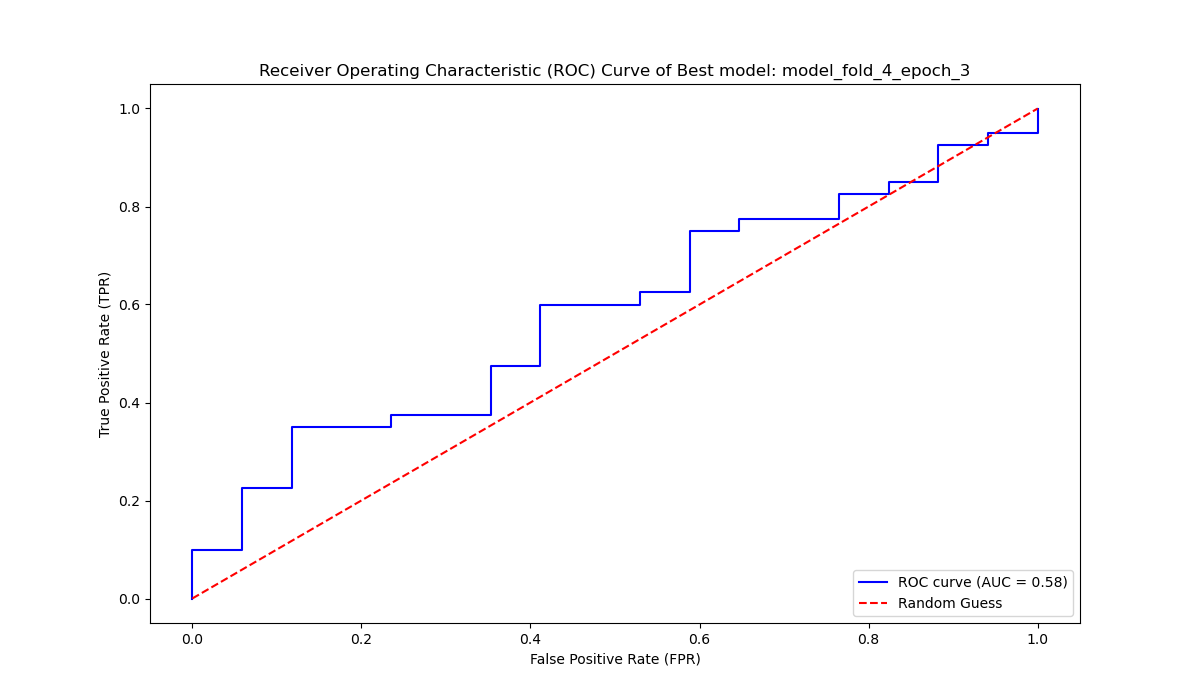 Receiver Operating Characteristic (ROC) Curve of Best model: model_fold_4_epoch_3
1.0
0.8
0.6
0.4
0.2
0.0
True Positive Rate (TPR)
ROC curve (AUC = 0.58)
Random Guess
0.0 0.2 0.4 0.6 0.8 1.0
False Positive Rate (FPR)